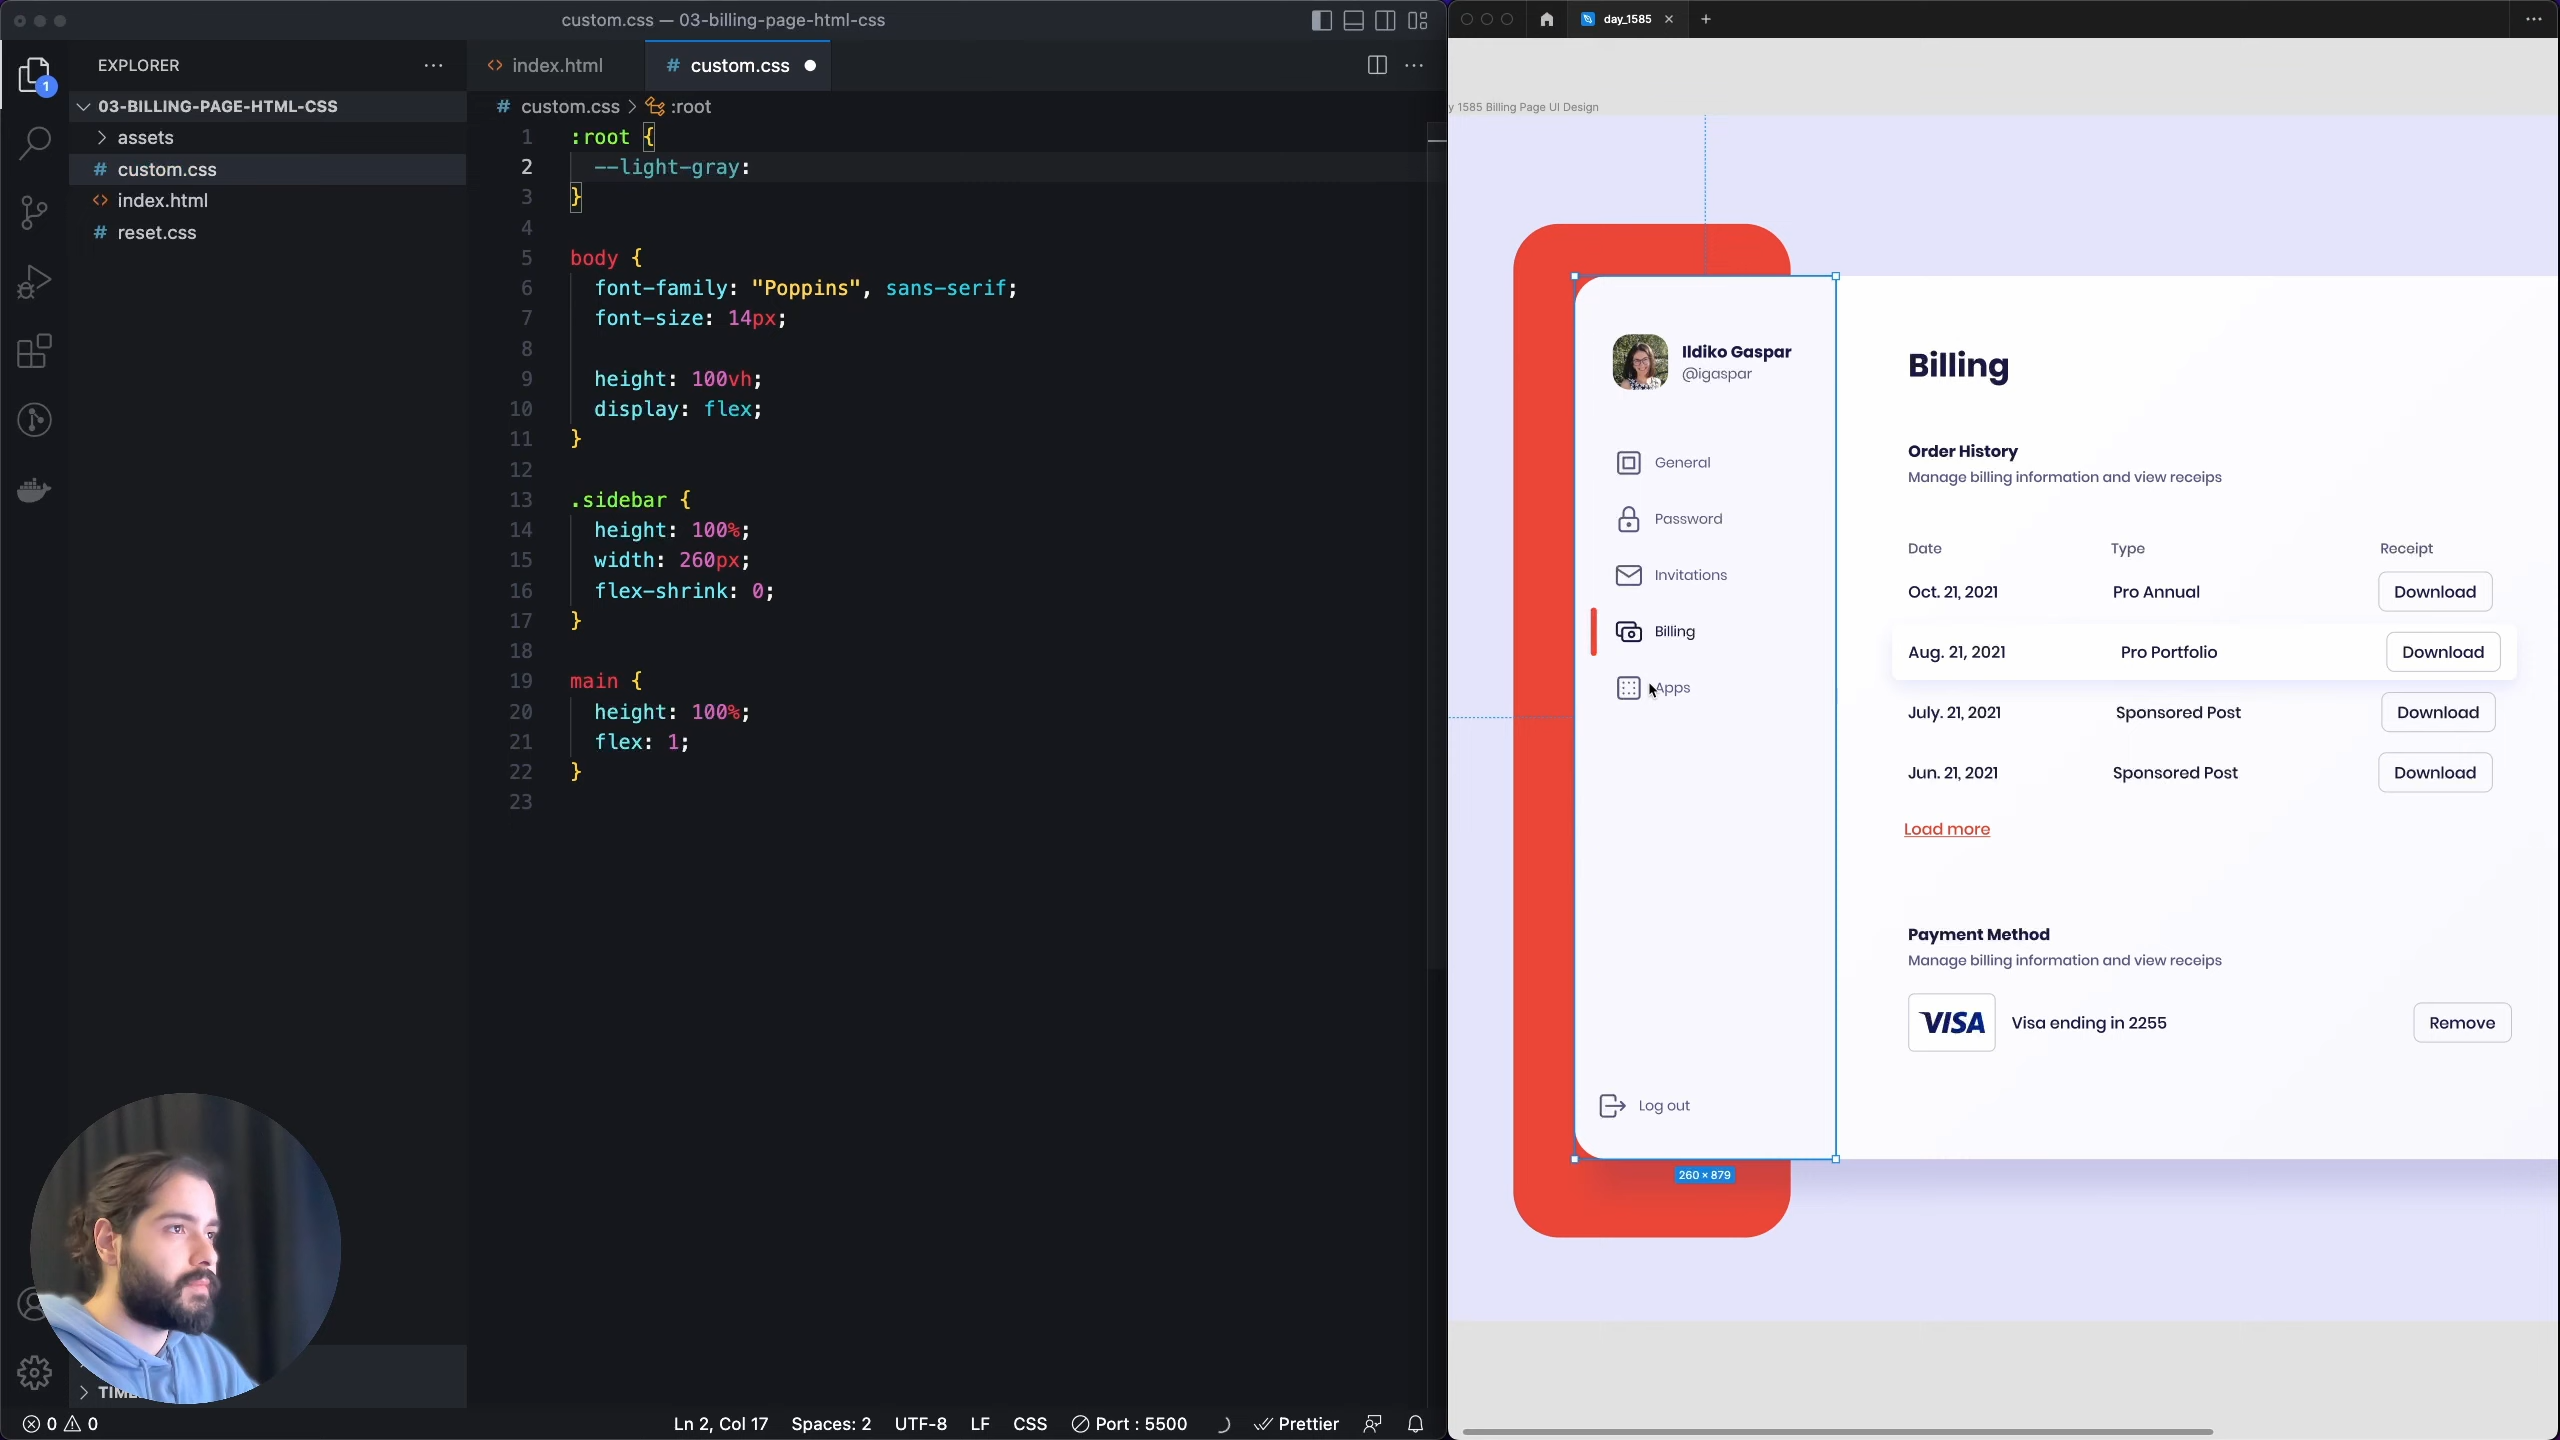 custom.css — 03-billing-page-html-css
EXPLORER
1
03-BILLING-PAGE-HTML-CSS
assets
# custom.css
<> index.html
# reset.css
<> index.html
# custom.css
# custom.css > :root
1 :root {
2 --light-gray:
3 }
4
5 body {
6 font-family: "Poppins", sans-serif;
7 font-size: 14px;
8
9 height: 100vh;
10 display: flex;
11 }
12
13 .sidebar {
14 height: 100%;
15 width: 260px;
16 flex-shrink: 0;
17 }
18
19 main {
20 height: 100%;
21 flex: 1;
22 }
23
0 0
Ln 2, Col 17 Spaces: 2 UTF-8 LF CSS Port : 5500 Prettier
day_1585
y 1585 Billing Page UI Design
Ildiko Gaspar
@igaspar
General
Password
Invitations
Billing
Apps
Log out
260 × 879
Billing
Order History
Manage billing information and view receips
Date Type Receipt
Oct. 21, 2021 Pro Annual Download
Aug. 21, 2021 Pro Portfolio Download
July. 21, 2021 Sponsored Post Download
Jun. 21, 2021 Sponsored Post Download
Load more
Payment Method
Manage billing information and view receips
VISA Visa ending in 2255 Remove